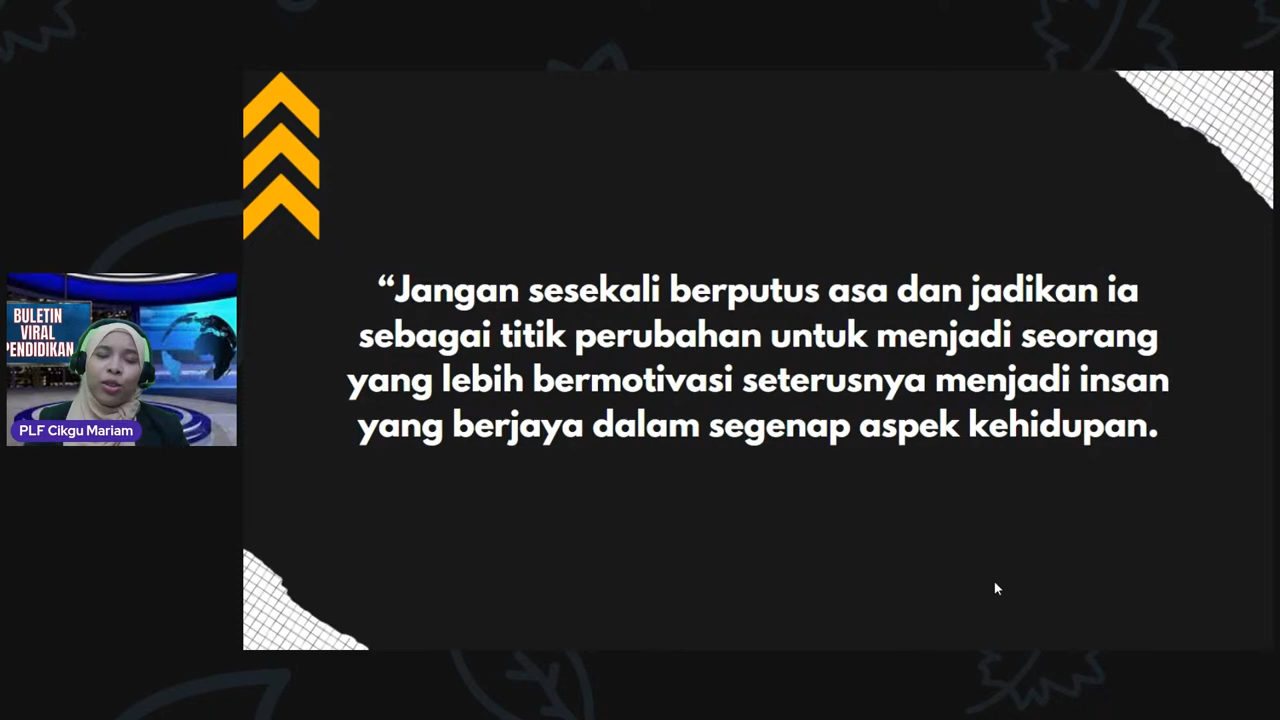 BULETIN
VIRAL
PENDIDIKAN
PLF Cikgu Mariam
“Jangan sesekali berputus asa dan jadikan ia
sebagai titik perubahan untuk menjadi seorang
yang lebih bermotivasi seterusnya menjadi insan
yang berjaya dalam segenap aspek kehidupan.